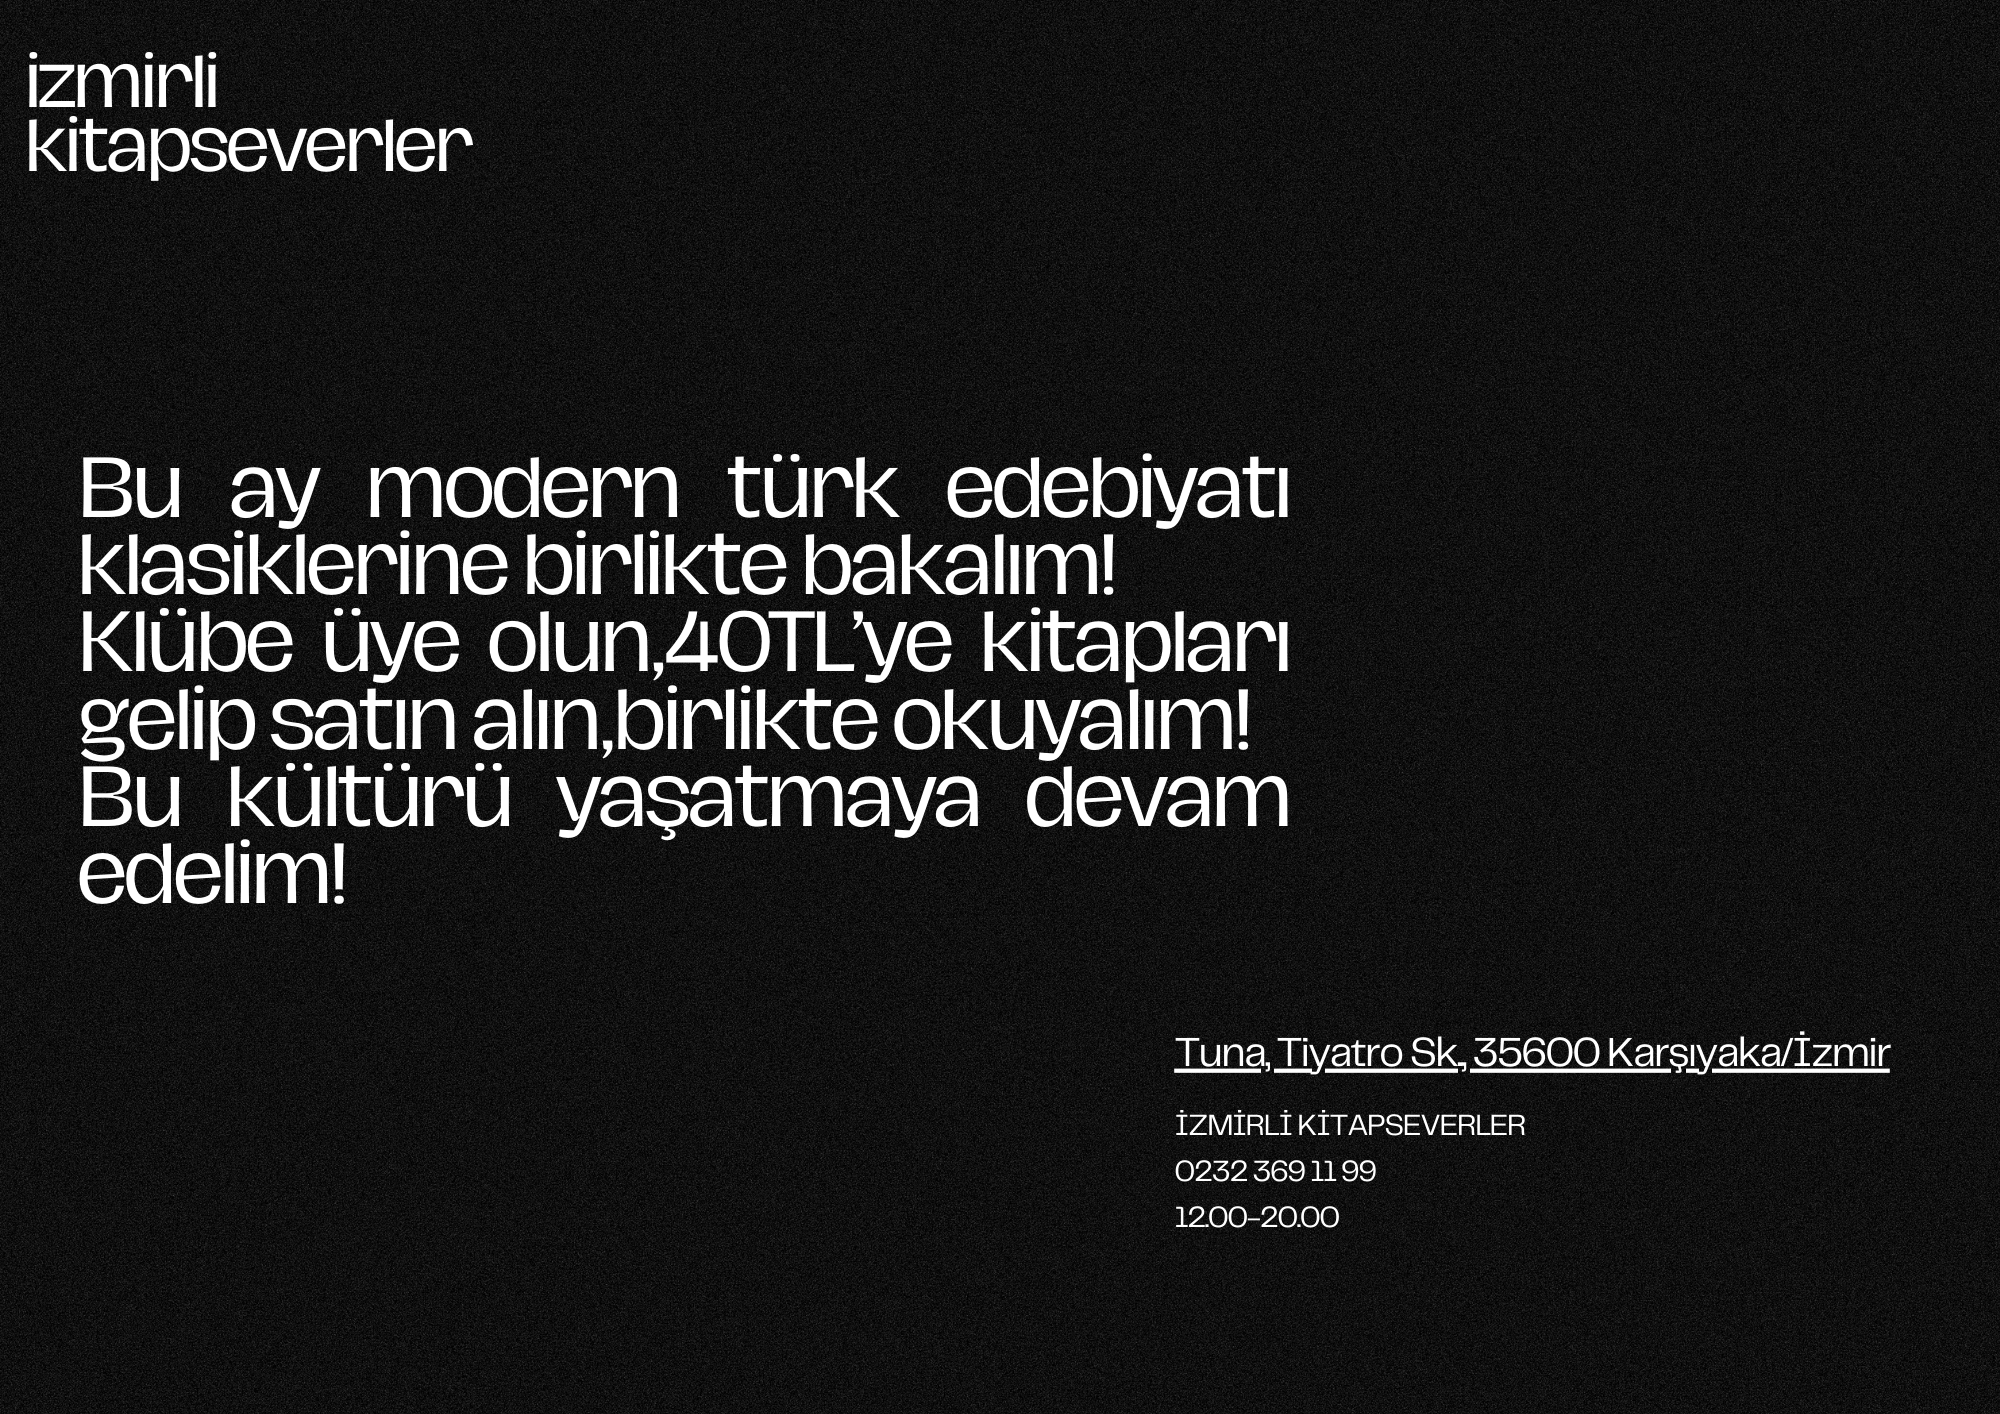 izmirli
kitapseverler
Bu ay modern türk edebiyatı
klasiklerine birlikte bakalım!
Klübe üye olun,40TL’ye kitapları
gelip satın alın,birlikte okuyalım!
Bu kültürü yaşatmaya devam
edelim!
Tuna, Tiyatro Sk, 35600 Karşıyaka/İzmir
İZMİRLİ KİTAPSEVERLER
0232 369 11 99
12.00-20.00